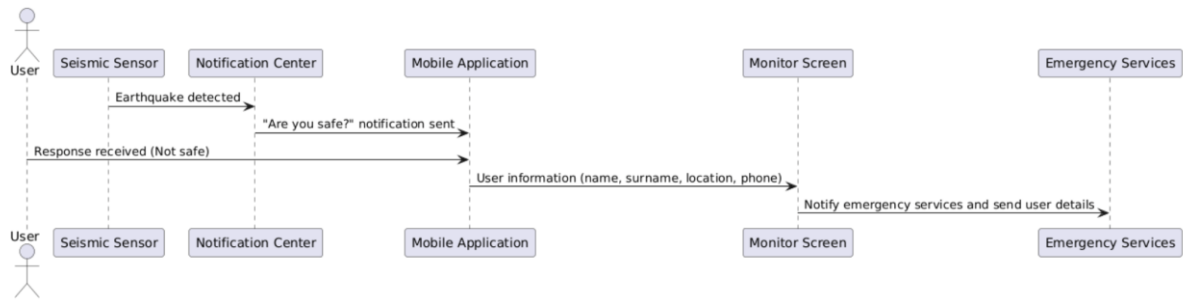 User
Seismic Sensor
Notification Center
Mobile Application
Monitor Screen
Emergency Services
Earthquake detected
"Are you safe?" notification sent
Response received (Not safe)
User information (name, surname, location, phone)
Notify emergency services and send user details
User
Seismic Sensor
Notification Center
Mobile Application
Monitor Screen
Emergency Services